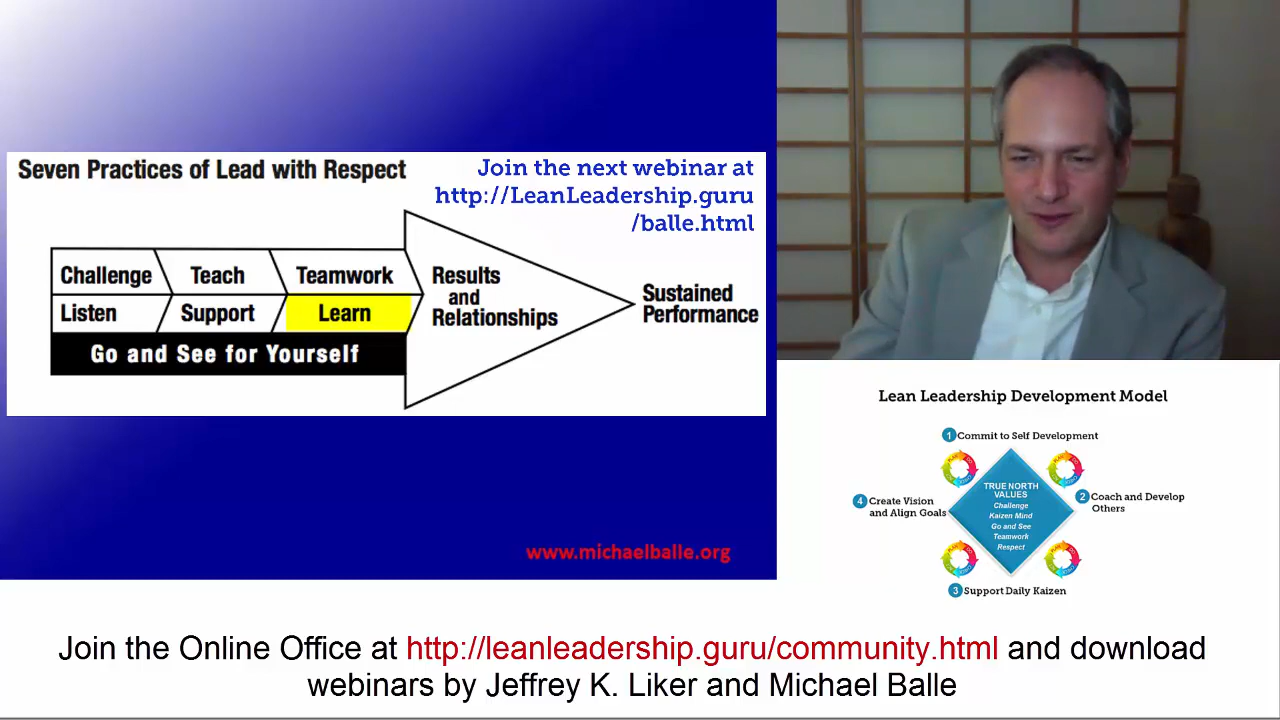 Seven Practices of Lead with Respect
Join the next webinar at
http://LeanLeadership.guru
/balle.html
Challenge
Teach
Teamwork
Listen
Support
Learn
Go and See for Yourself
Results
and
Relationships
Sustained
Performance
www.michaelballe.org
Lean Leadership Development Model
1 Commit to Self Development
2 Coach and Develop
Others
3 Support Daily Kaizen
4 Create Vision
and Align Goals
TRUE NORTH
VALUES
Challenge
Kaizen Mind
Go and See
Teamwork
Respect
Join the Online Office at http://leanleadership.guru/community.html and download
webinars by Jeffrey K. Liker and Michael Balle